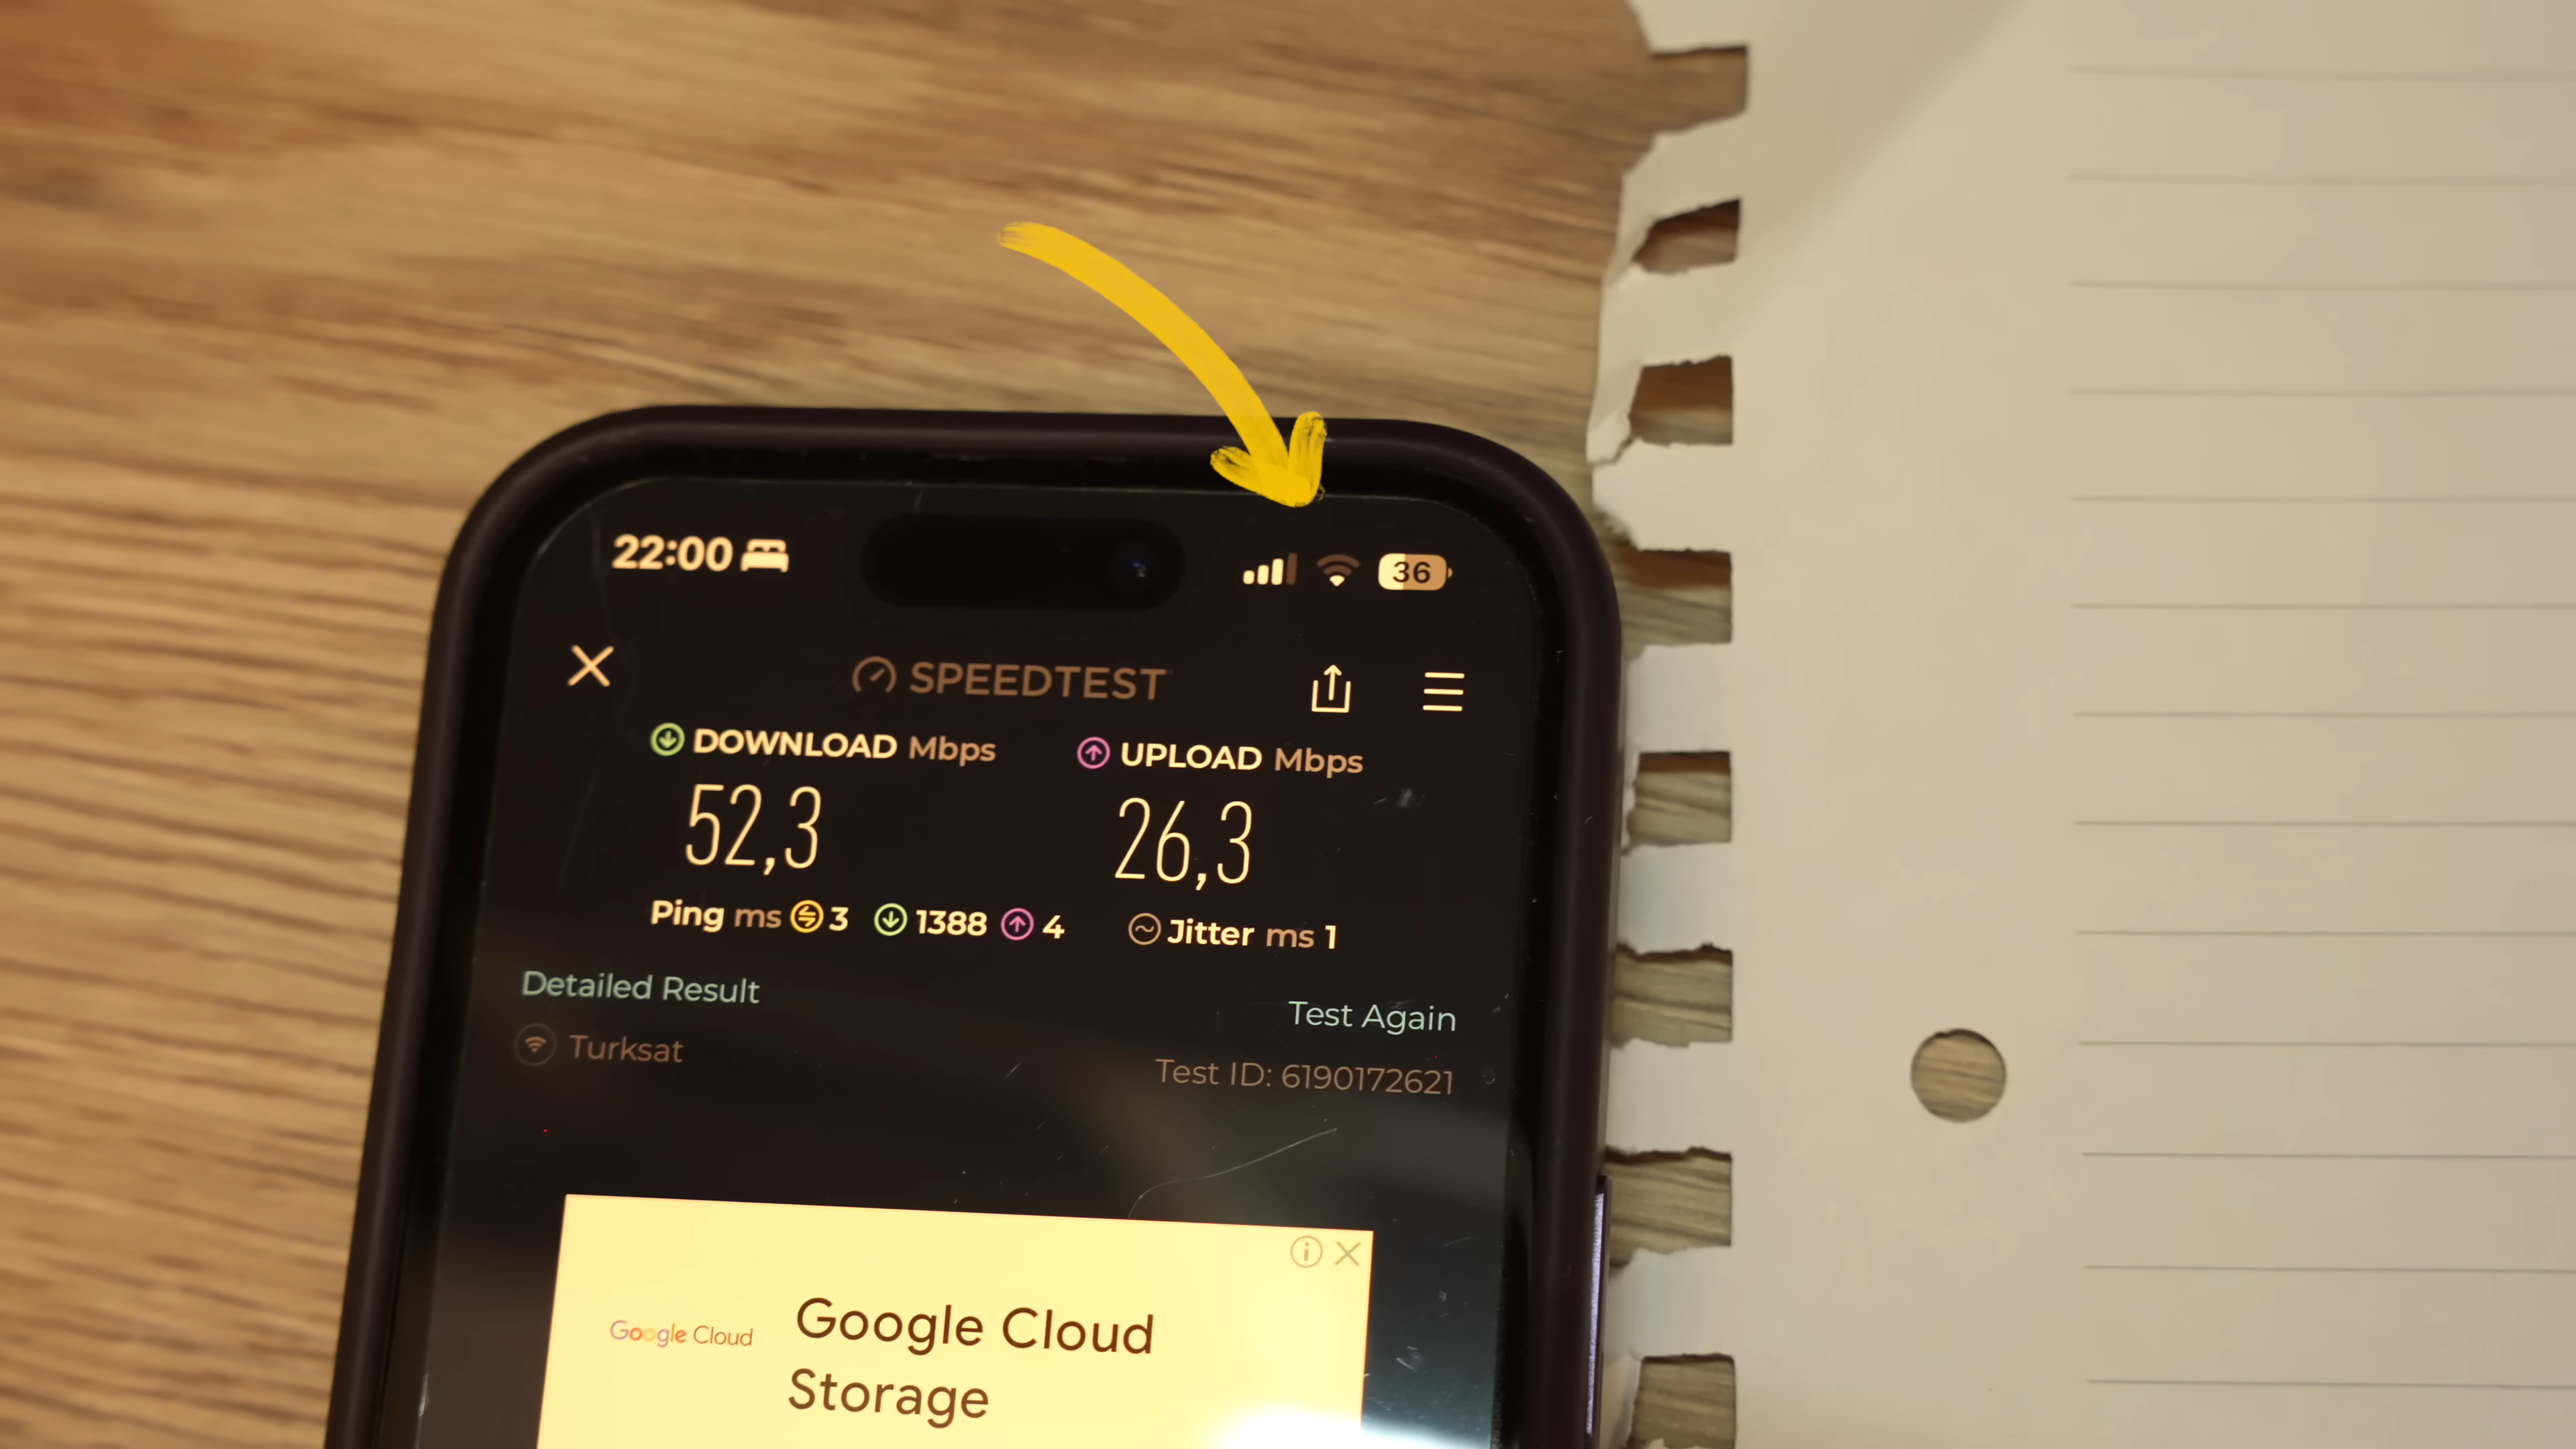 22:00
36
SPEEDTEST
DOWNLOAD Mbps
UPLOAD Mbps
52,3
26,3
Ping ms 3 1388 4
Jitter ms 1
Detailed Result
Test Again
Turksat
Test ID: 6190172621
Google Cloud
Google Cloud
Storage